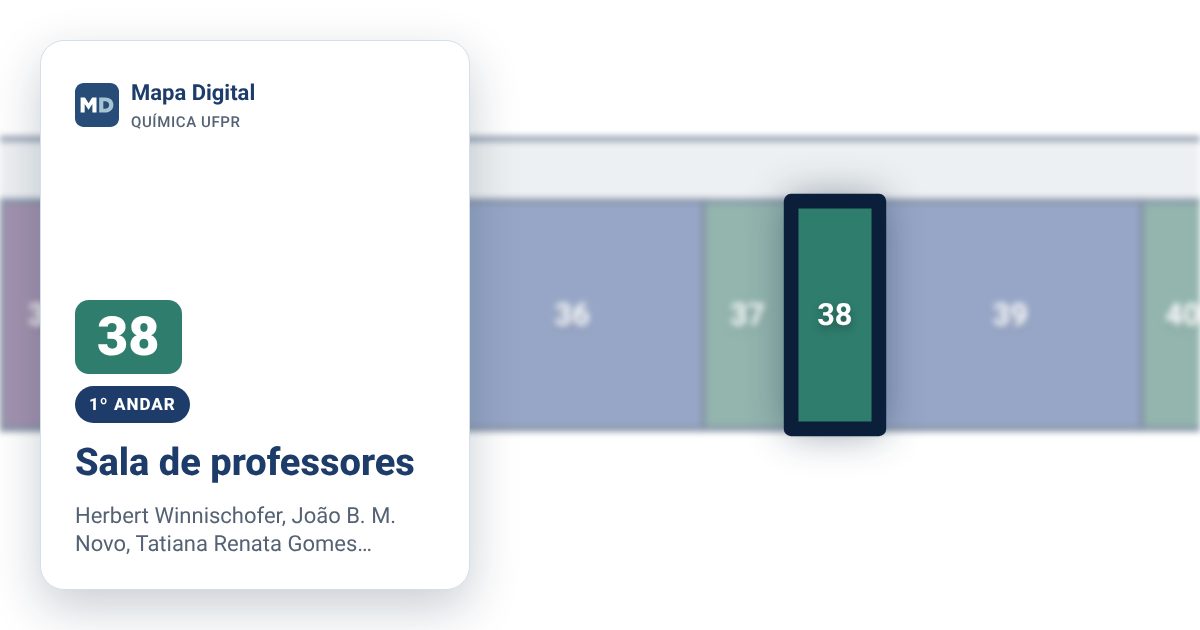 MD
Mapa Digital
QUÍMICA UFPR
38
1º ANDAR
Sala de professores
Herbert Winnischofer, João B. M.
Novo, Tatiana Renata Gomes…
36
37
38
39
40